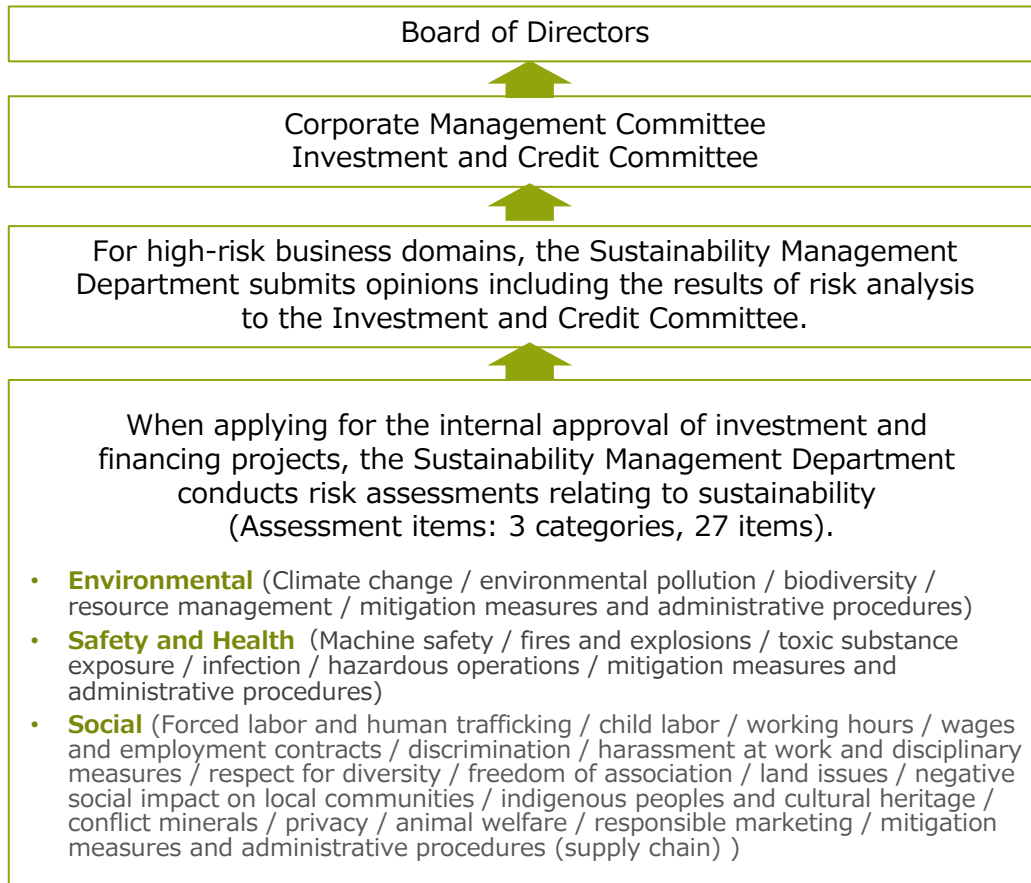 Board of Directors
Corporate Management Committee
Investment and Credit Committee
For high-risk business domains, the Sustainability Management
Department submits opinions including the results of risk analysis
to the Investment and Credit Committee.
When applying for the internal approval of investment and
financing projects, the Sustainability Management Department
conducts risk assessments relating to sustainability
(Assessment items: 3 categories, 27 items).
• Environmental (Climate change / environmental pollution / biodiversity /
resource management / mitigation measures and administrative procedures)
• Safety and Health (Machine safety / fires and explosions / toxic substance
exposure / infection / hazardous operations / mitigation measures and
administrative procedures)
• Social (Forced labor and human trafficking / child labor / working hours / wages
and employment contracts / discrimination / harassment at work and disciplinary
measures / respect for diversity / freedom of association / land issues / negative
social impact on local communities / indigenous peoples and cultural heritage /
conflict minerals / privacy / animal welfare / responsible marketing / mitigation
measures and administrative procedures (supply chain) )